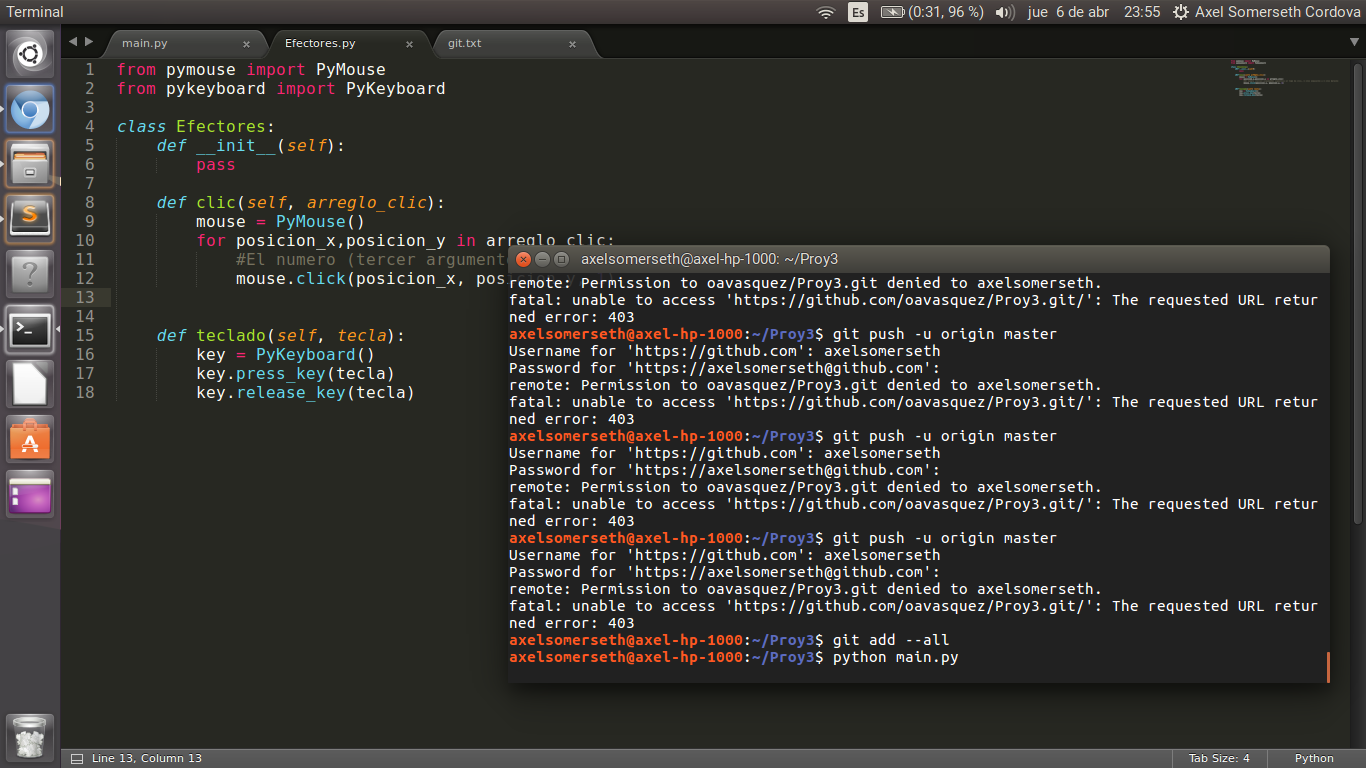 Terminal
Es
(0:31, 96 %)
jue 6 de abr
23:55
Axel Somerseth Cordova
main.py x
Efectores.py x
git.txt x
1 from pymouse import PyMouse
2 from pykeyboard import PyKeyboard
3
4 class Efectores:
5 def __init__(self):
6 pass
7
8 def clic(self, arreglo_clic):
9 mouse = PyMouse()
10 for posicion_x,posicion_y in arreglo_clic:
11 #El numero (tercer argument
12 mouse.click(posicion_x, pos
13
14
15 def teclado(self, tecla):
16 key = PyKeyboard()
17 key.press_key(tecla)
18 key.release_key(tecla)
axelsomerseth@axel-hp-1000: ~/Proy3
remote: Permission to oavasquez/Proy3.git denied to axelsomerseth.
fatal: unable to access 'https://github.com/oavasquez/Proy3.git/': The requested URL retur
ned error: 403
axelsomerseth@axel-hp-1000:~/Proy3$ git push -u origin master
Username for 'https://github.com': axelsomerseth
Password for 'https://axelsomerseth@github.com':
remote: Permission to oavasquez/Proy3.git denied to axelsomerseth.
fatal: unable to access 'https://github.com/oavasquez/Proy3.git/': The requested URL retur
ned error: 403
axelsomerseth@axel-hp-1000:~/Proy3$ git push -u origin master
Username for 'https://github.com': axelsomerseth
Password for 'https://axelsomerseth@github.com':
remote: Permission to oavasquez/Proy3.git denied to axelsomerseth.
fatal: unable to access 'https://github.com/oavasquez/Proy3.git/': The requested URL retur
ned error: 403
axelsomerseth@axel-hp-1000:~/Proy3$ git push -u origin master
Username for 'https://github.com': axelsomerseth
Password for 'https://axelsomerseth@github.com':
remote: Permission to oavasquez/Proy3.git denied to axelsomerseth.
fatal: unable to access 'https://github.com/oavasquez/Proy3.git/': The requested URL retur
ned error: 403
axelsomerseth@axel-hp-1000:~/Proy3$ git add --all
axelsomerseth@axel-hp-1000:~/Proy3$ python main.py
Line 13, Column 13
Tab Size: 4
Python